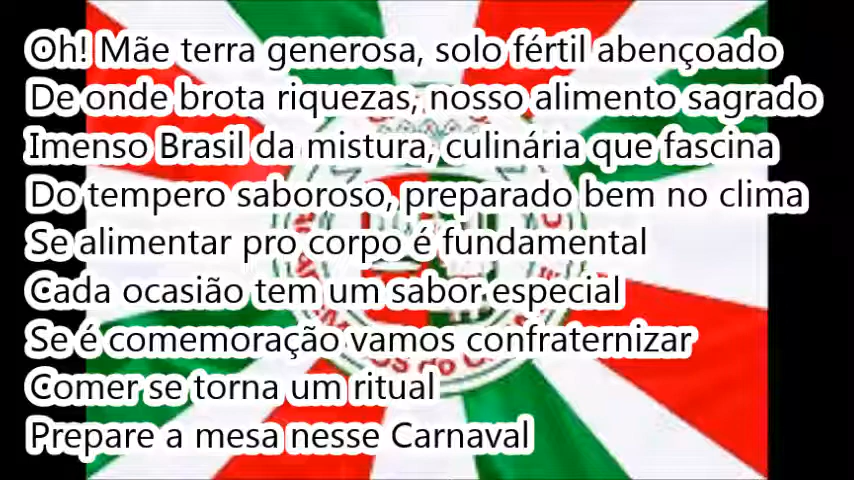 Oh! Mãe terra generosa, solo fértil abençoado
De onde brota riquezas, nosso alimento sagrado
Imenso Brasil da mistura, culinária que fascina
Do tempero saboroso, preparado bem no clima
Se alimentar pro corpo é fundamental
Cada ocasião tem um sabor especial
Se é comemoração vamos confraternizar
Comer se torna um ritual
Prepare a mesa nesse Carnaval